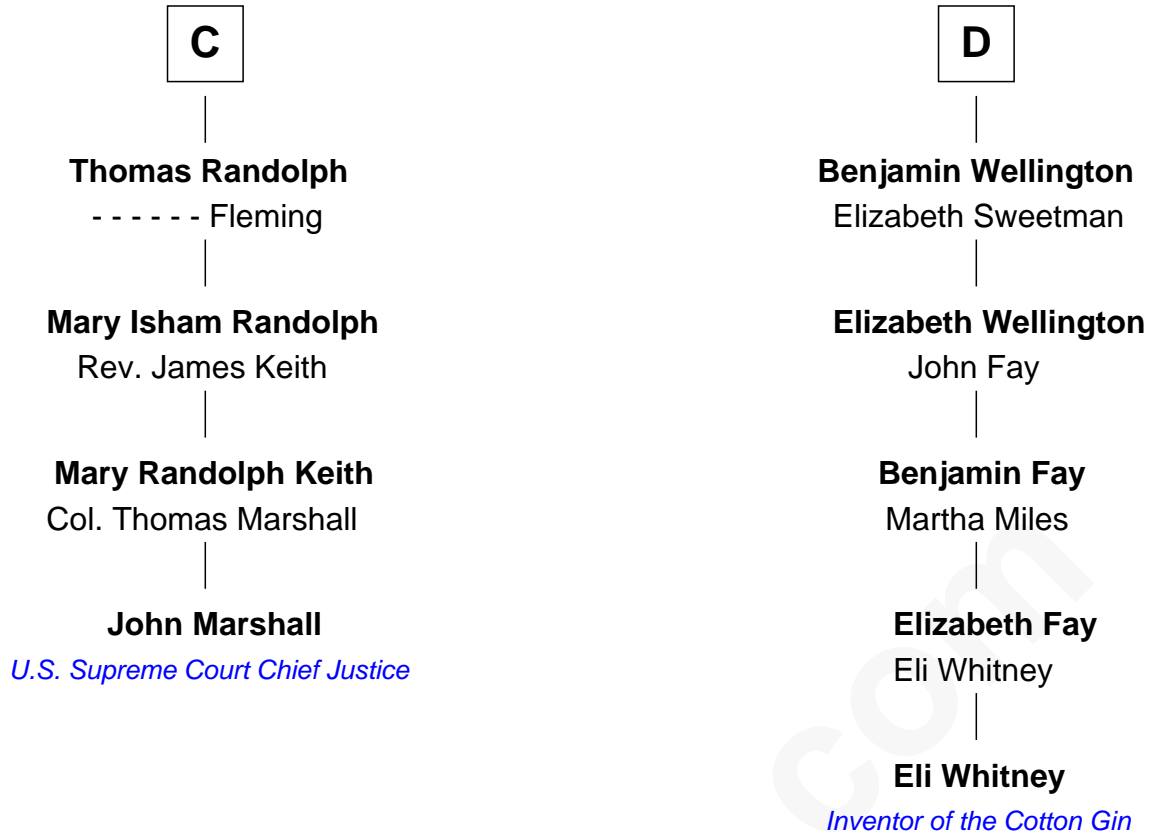 C
Thomas Randolph
- - - - - - Fleming
Mary Isham Randolph
Rev. James Keith
Mary Randolph Keith
Col. Thomas Marshall
John Marshall
U.S. Supreme Court Chief Justice
D
Benjamin Wellington
Elizabeth Sweetman
Elizabeth Wellington
John Fay
Benjamin Fay
Martha Miles
Elizabeth Fay
Eli Whitney
Eli Whitney
Inventor of the Cotton Gin
com